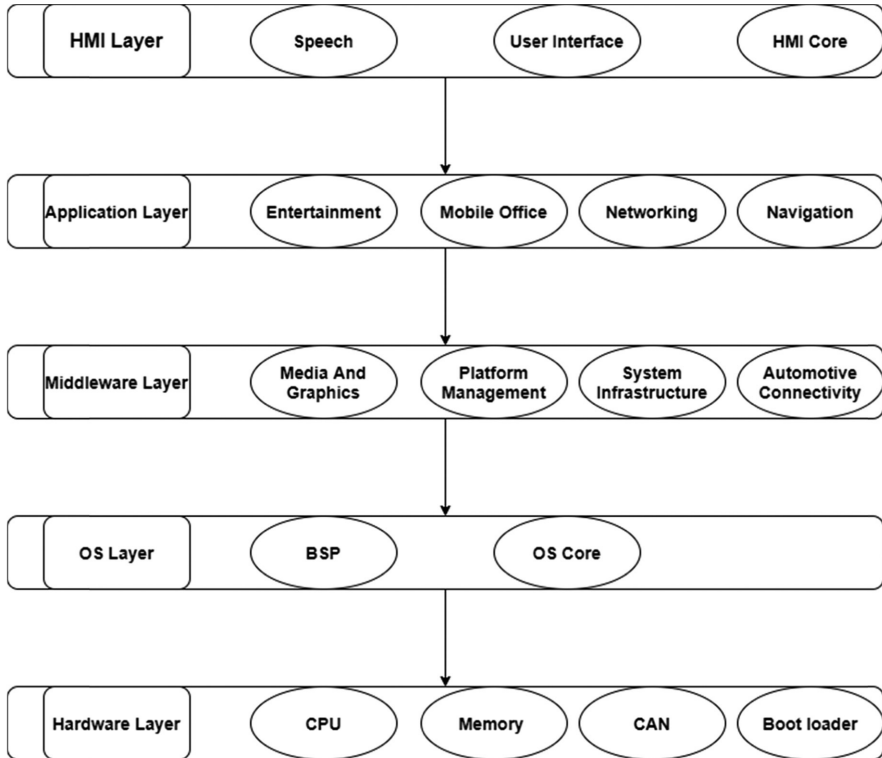 HMI Layer
Speech
User Interface
HMI Core
Application Layer
Entertainment
Mobile Office
Networking
Navigation
Middleware Layer
Media And
Graphics
Platform
Management
System
Infrastructure
Automotive
Connectivity
OS Layer
BSP
OS Core
Hardware Layer
CPU
Memory
CAN
Boot loader